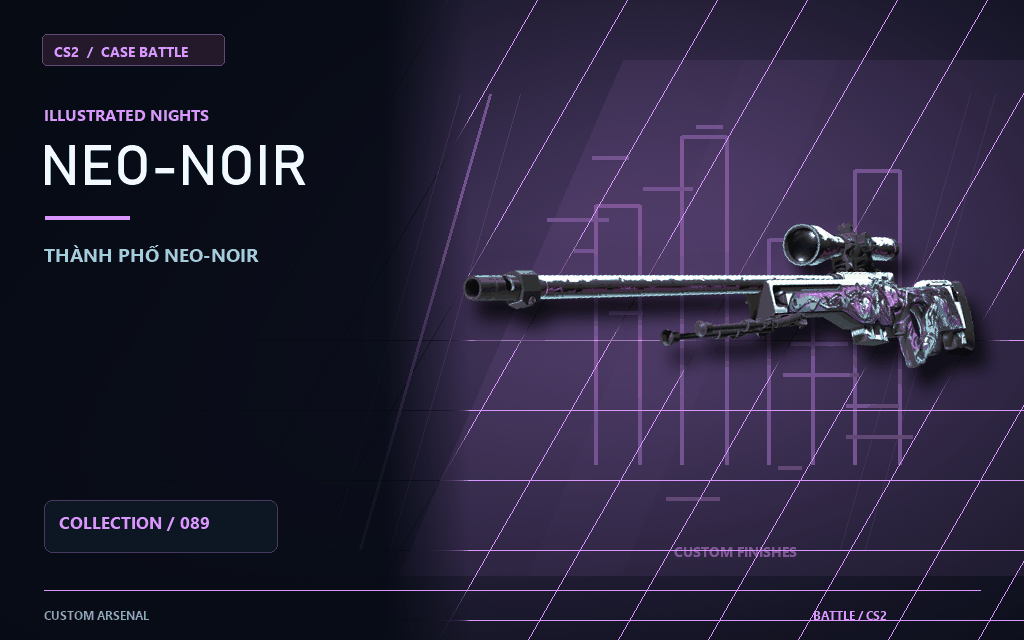 CS2 / CASE BATTLE
ILLUSTRATED NIGHTS
NEO-NOIR
THÀNH PHỐ NEO-NOIR
COLLECTION / 089
CUSTOM FINISHES
CUSTOM ARSENAL
BATTLE / CS2